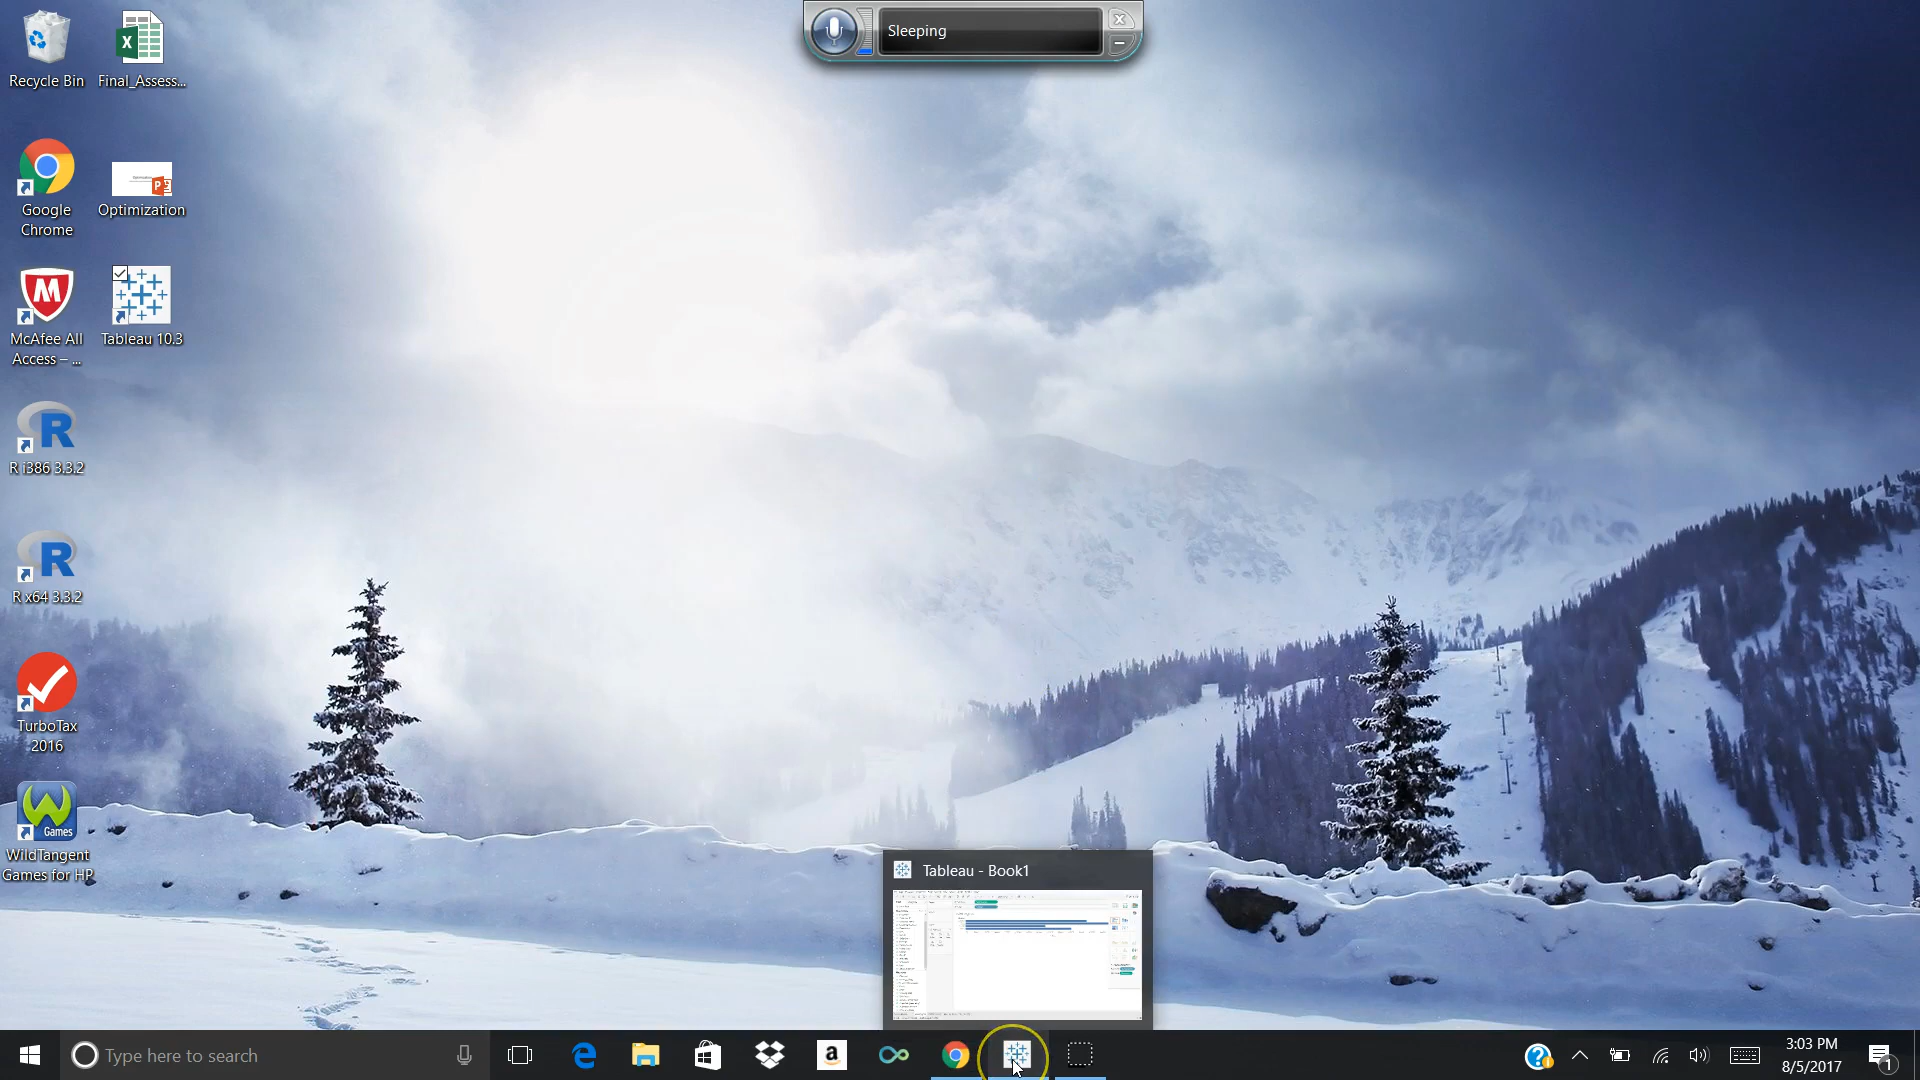 Sleeping
Recycle Bin
Final_Assess...
Google
Chrome
Optimization
McAfee All
Access – ...
Tableau 10.3
R i386 3.3.2
R x64 3.3.2
TurboTax
2016
Games
WildTangent
Games for HP
Tableau - Book1
Type here to search
3:03 PM
8/5/2017
1